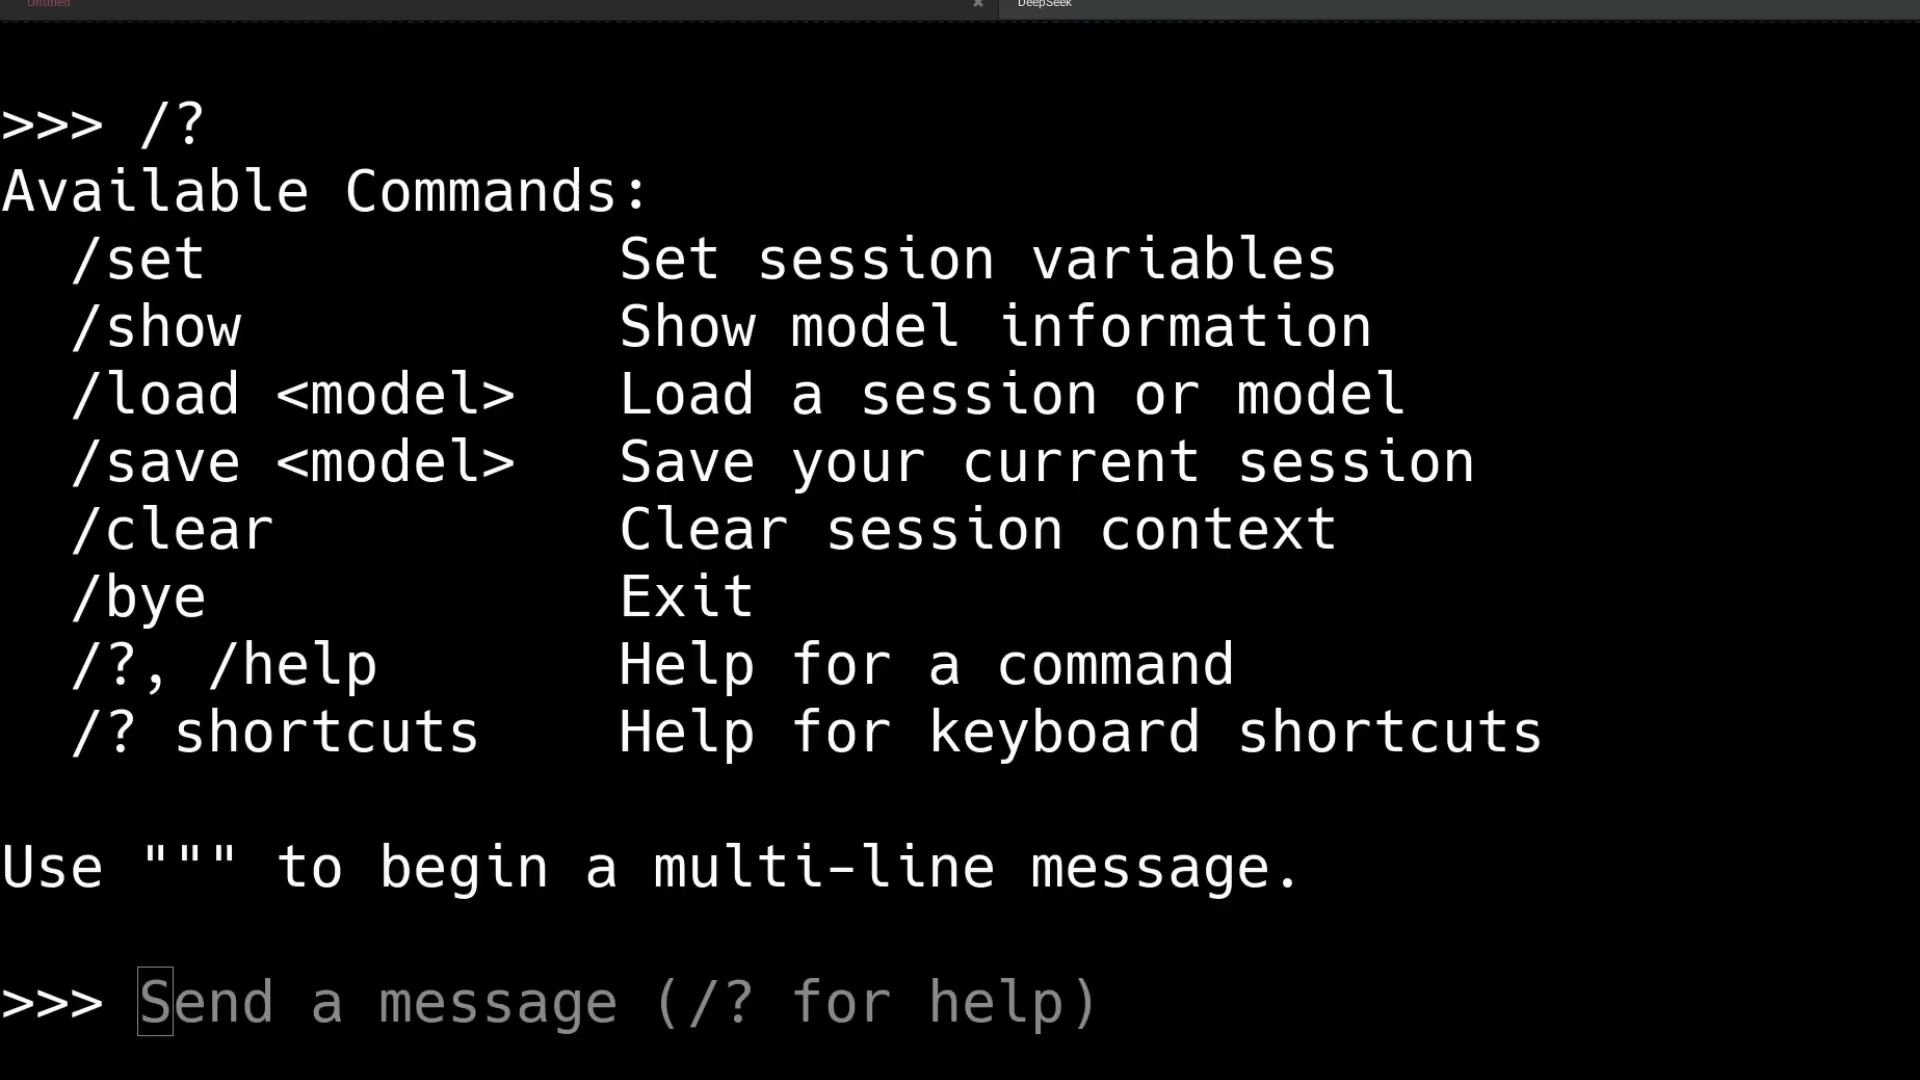 Untitled
DeepSeek
>>> /?
Available Commands:
  /set            Set session variables
  /show           Show model information
  /load <model>   Load a session or model
  /save <model>   Save your current session
  /clear          Clear session context
  /bye            Exit
  /?, /help       Help for a command
  /? shortcuts    Help for keyboard shortcuts
Use """ to begin a multi-line message.
>>> Send a message (/? for help)